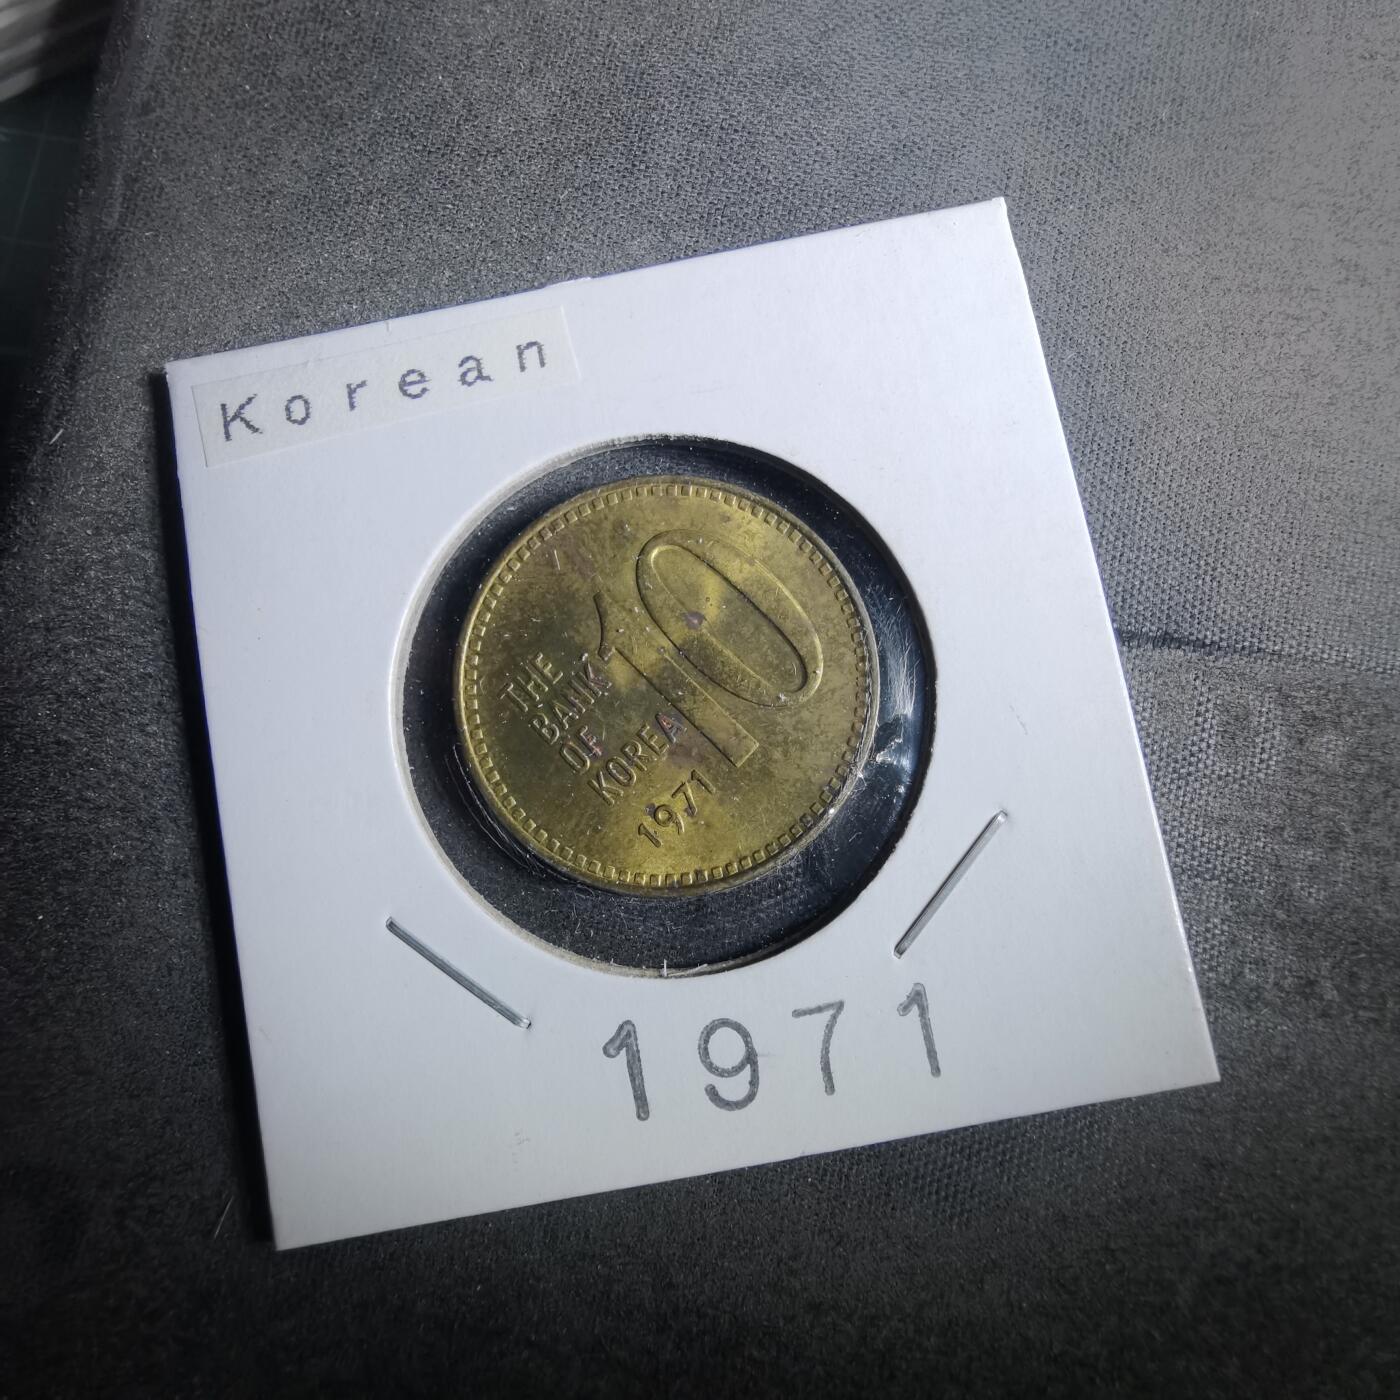 Korean
10
THE
BANK
OF
KOREA
1971
1971